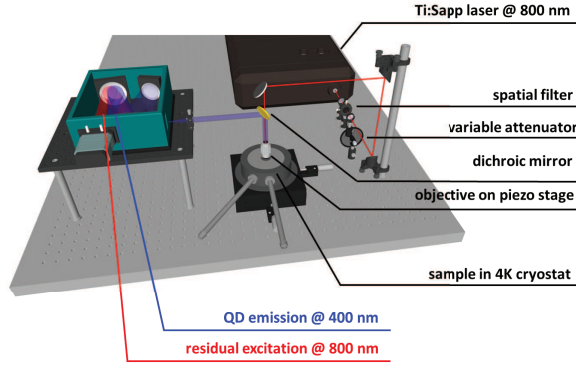 Ti:Sapp laser @ 800 nm
spatial filter
variable attenuator
dichroic mirror
objective on piezo stage
sample in 4K cryostat
QD emission @ 400 nm
residual excitation @ 800 nm